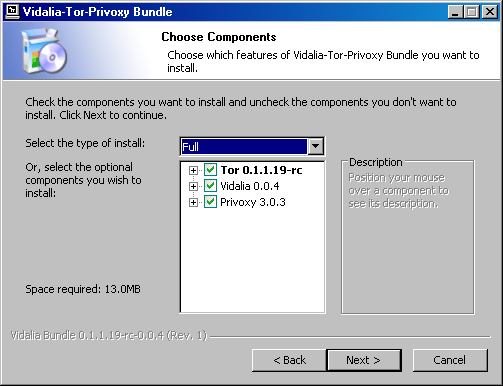 Vidalia-Tor-Privoxy Bundle
Choose Components
Choose which features of Vidalia-Tor-Privoxy Bundle you want to
install.
Check the components you want to install and uncheck the components you don't want to
install. Click Next to continue.
Select the type of install:
Full
Or, select the optional
components you wish to
install:
Tor 0.1.1.19-rc
Vidalia 0.0.4
Privoxy 3.0.3
Description
Position your mouse
over a component to
see its description.
Space required: 13.0MB
Vidalia Bundle 0.1.1.19-rc-0.0.4 (Rev. 1)
< Back
Next >
Cancel